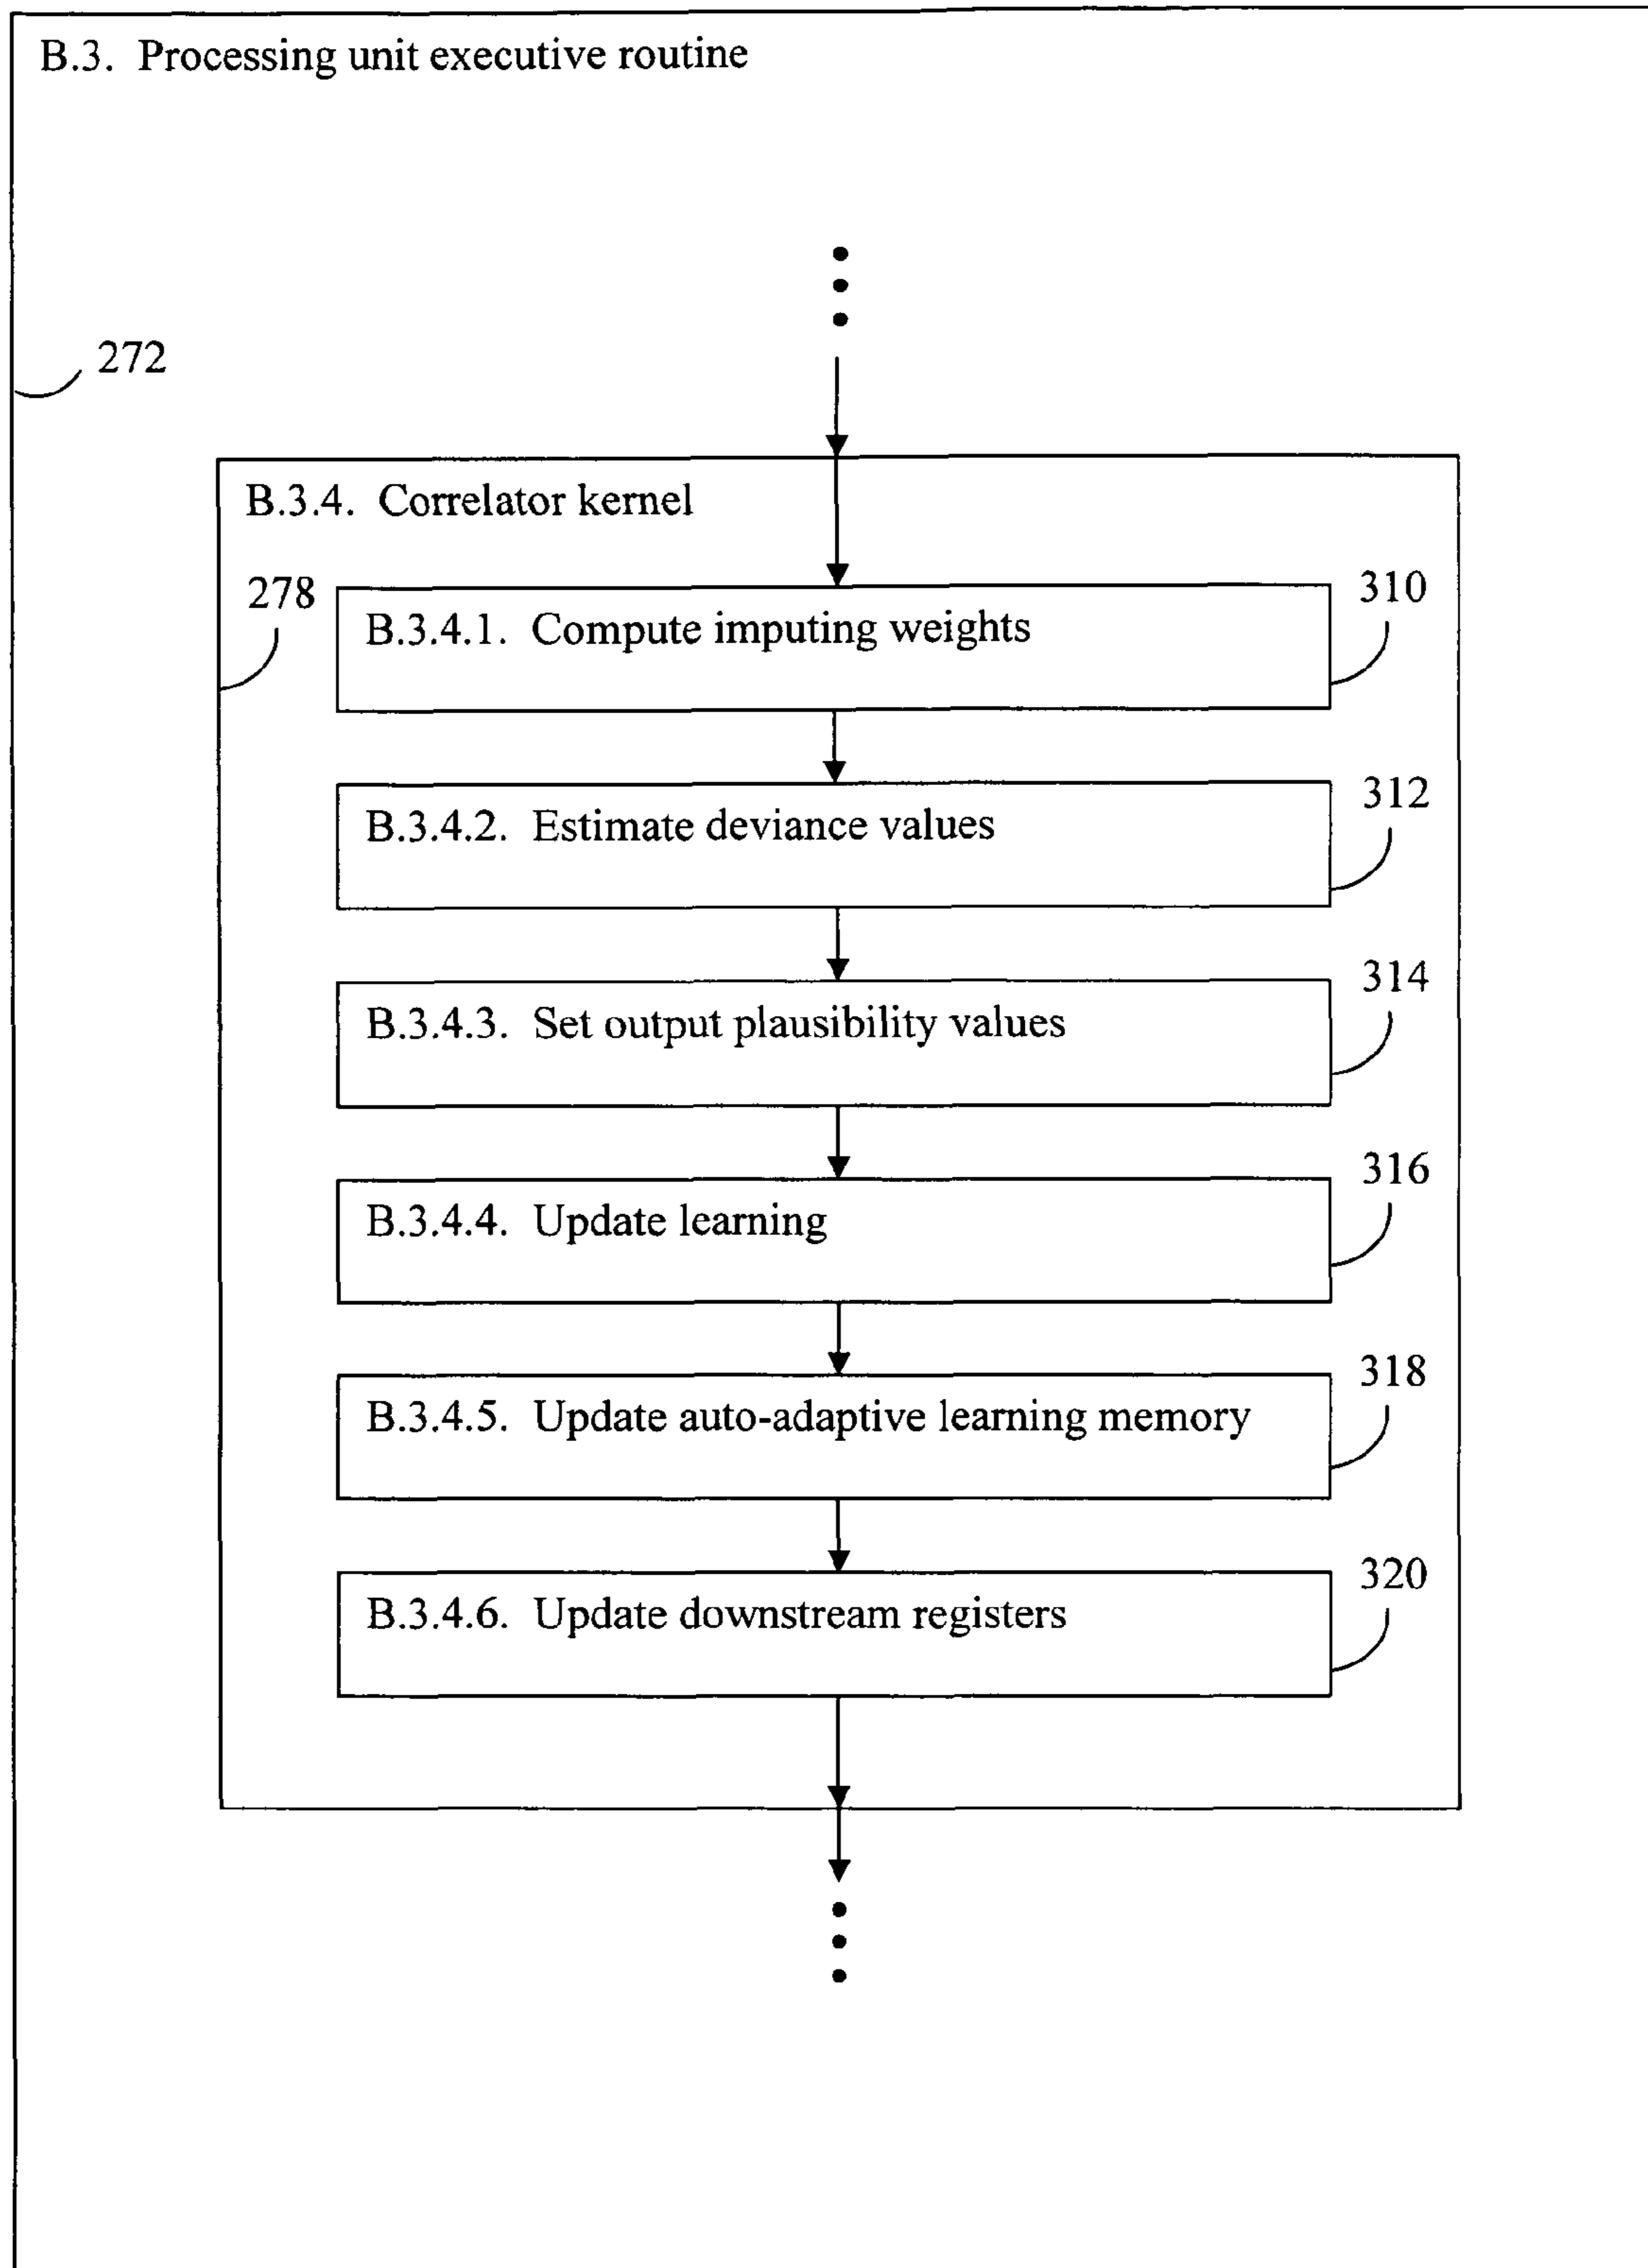 B.3. Processing unit executive routine
272
B.3.4. Correlator kernel
278
310
B.3.4.1. Compute imputing weights
312
B.3.4.2. Estimate deviance values
314
B.3.4.3. Set output plausibility values
316
B.3.4.4. Update learning
318
B.3.4.5. Update auto-adaptive learning memory
320
B.3.4.6. Update downstream registers